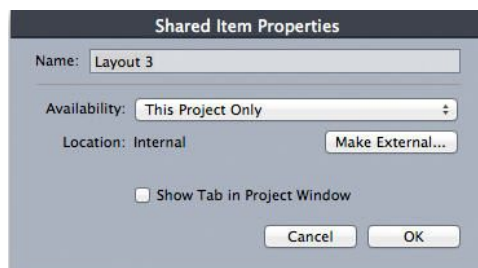 Shared Item Properties
Name: Layout 3
Availability: This Project Only
Location: Internal Make External...
Show Tab in Project Window
Cancel OK